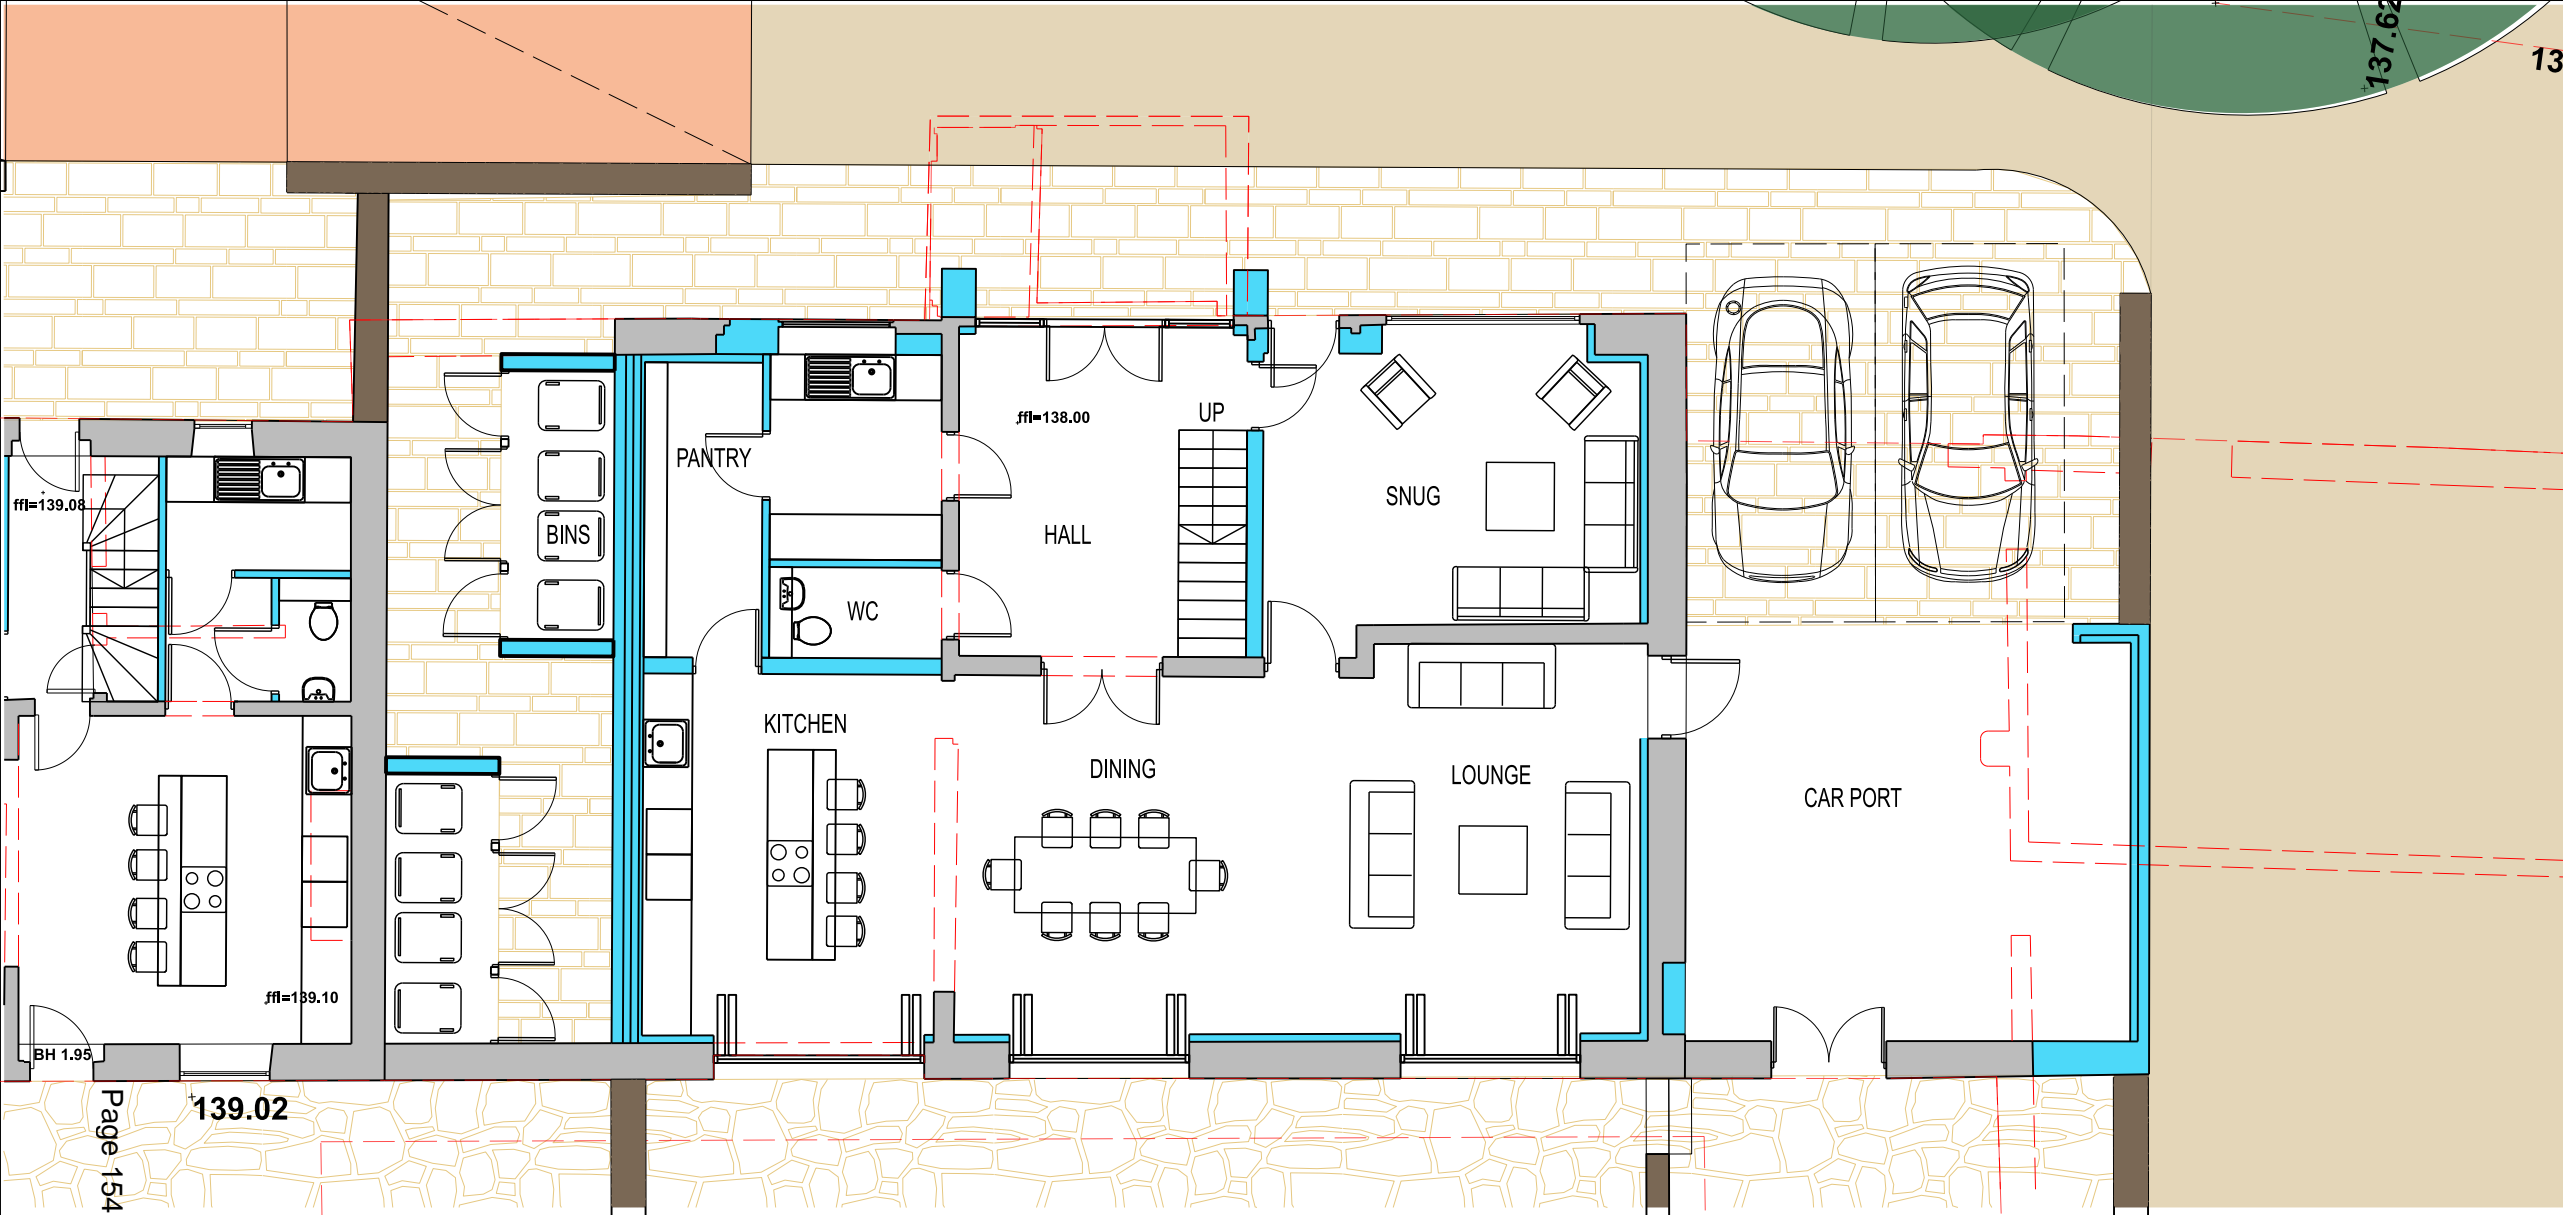 137.62
13
ffl=138.00
UP
PANTRY
SNUG
ffl=139.08
BINS
HALL
WC
KITCHEN
DINING
LOUNGE
CAR PORT
ffl=139.10
BH 1.95
139.02
Page 154